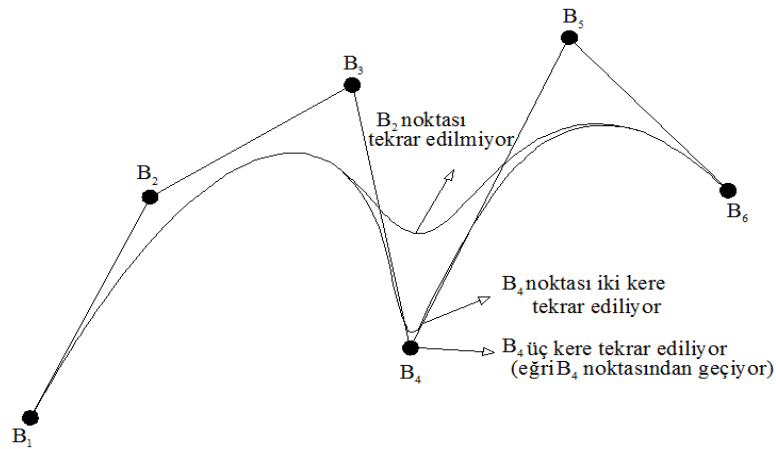 B5
B3
B2 noktası
tekrar edilmiyor
B2
B6
B4 noktası iki kere
tekrar ediliyor
B4 üç kere tekrar ediliyor
(eğri B4 noktasından geçiyor)
B4
B1